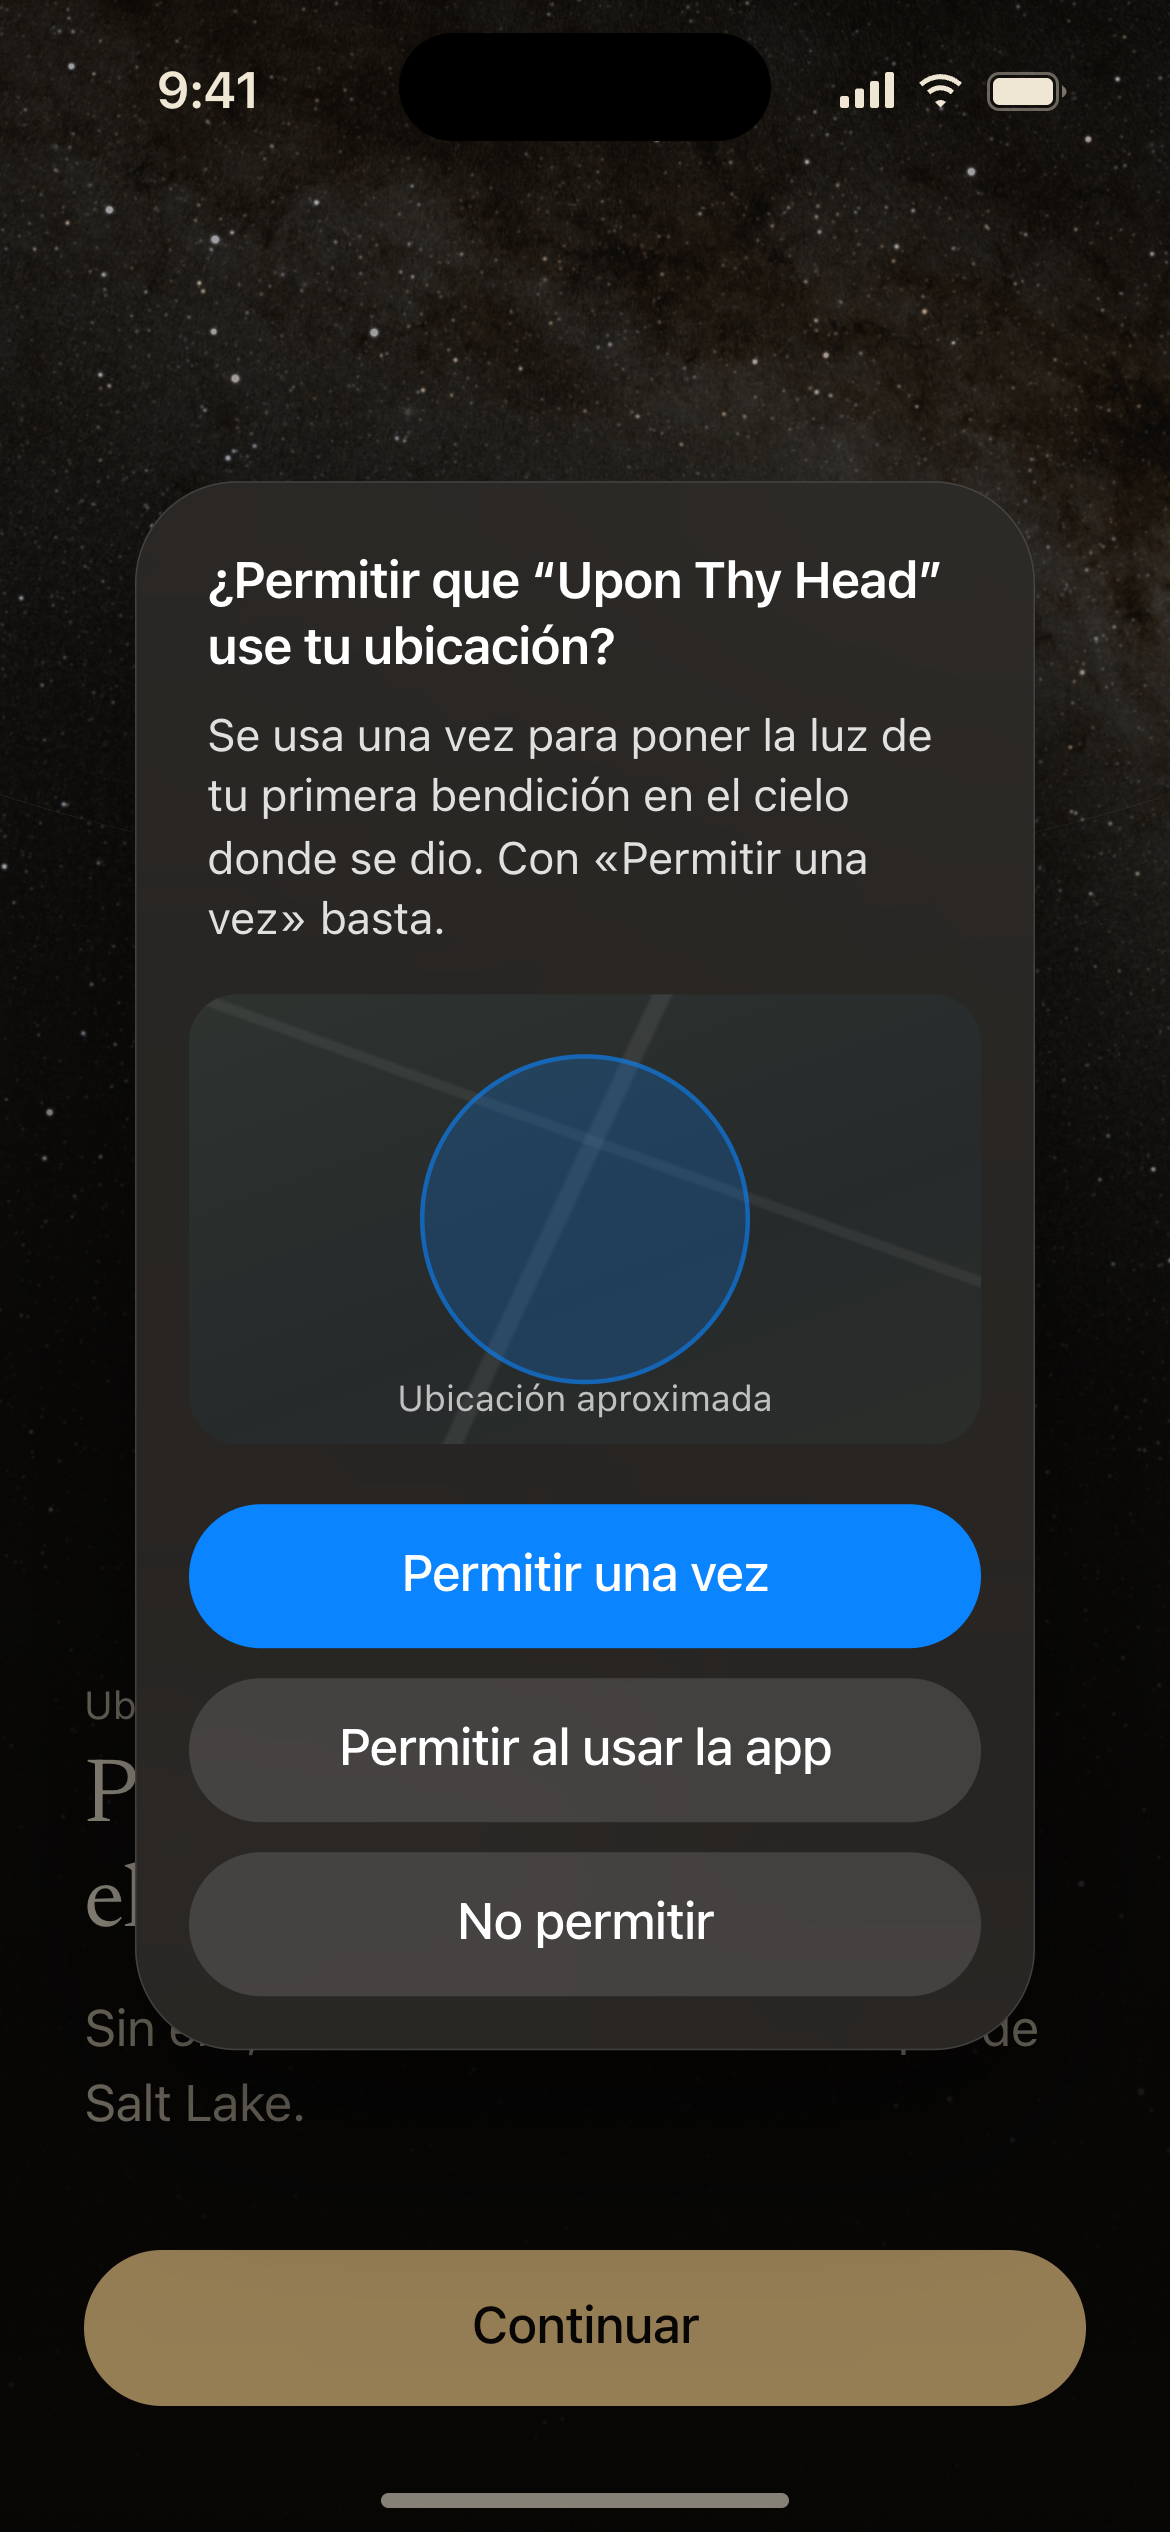 9:41
¿Permitir que “Upon Thy Head”
use tu ubicación?
Se usa una vez para poner la luz de
tu primera bendición en el cielo
donde se dio. Con «Permitir una
vez» basta.
Ubicación aproximada
Permitir una vez
Permitir al usar la app
No permitir
Sin de
Salt Lake.
Continuar